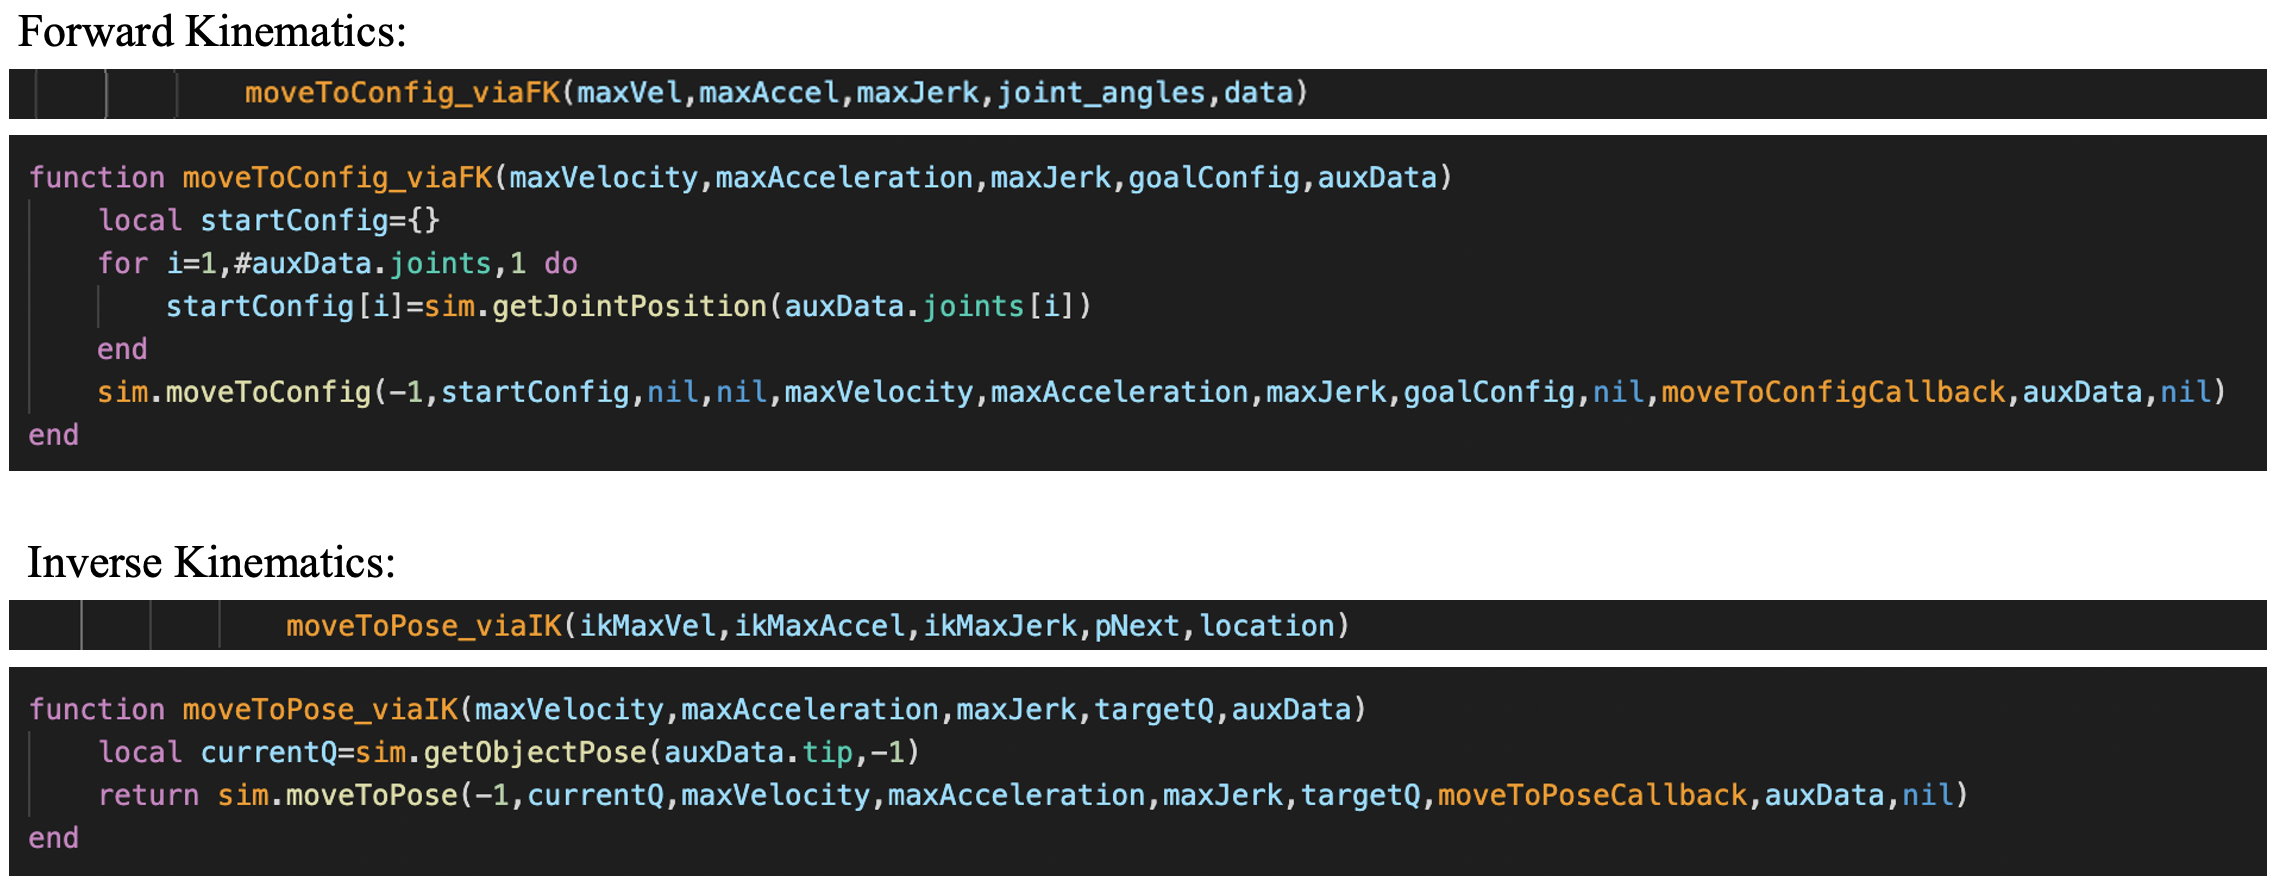 Forward Kinematics:
moveToConfig_viaFK(maxVel,maxAccel,maxJerk,joint_angles,data)
function moveToConfig_viaFK(maxVelocity,maxAcceleration,maxJerk,goalConfig,auxData)
    local startConfig={}
    for i=1,#auxData.joints,1 do
        startConfig[i]=sim.getJointPosition(auxData.joints[i])
    end
    sim.moveToConfig(-1,startConfig,nil,nil,maxVelocity,maxAcceleration,maxJerk,goalConfig,nil,moveToConfigCallback,auxData,nil)
end
Inverse Kinematics:
moveToPose_viaIK(ikMaxVel,ikMaxAccel,ikMaxJerk,pNext,location)
function moveToPose_viaIK(maxVelocity,maxAcceleration,maxJerk,targetQ,auxData)
    local currentQ=sim.getObjectPose(auxData.tip,-1)
    return sim.moveToPose(-1,currentQ,maxVelocity,maxAcceleration,maxJerk,targetQ,moveToPoseCallback,auxData,nil)
end